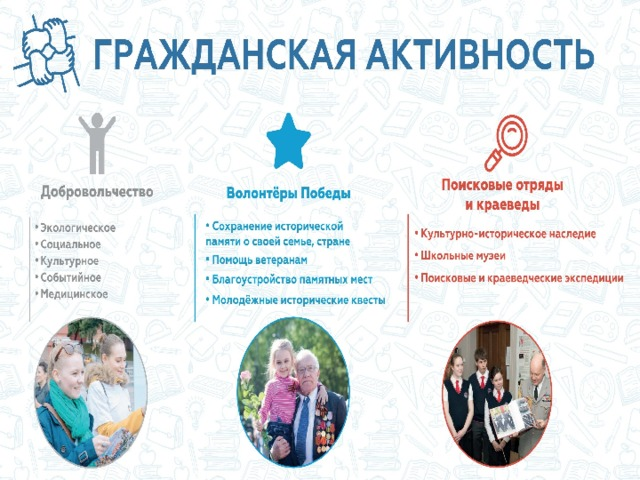 ГРАЖДАНСКАЯ АКТИВНОСТЬ
Добровольчество
• Экологическое
• Социальное
• Культурное
• Событийное
• Медицинское
Волонтёры Победы
• Сохранение исторической
памяти о своей семье, стране
• Помощь ветеранам
• Благоустройство памятных мест
• Молодёжные исторические квесты
Поисковые отряды
и краеведы
• Культурно-историческое наследие
• Школьные музеи
• Поисковые и краеведческие экспедиции